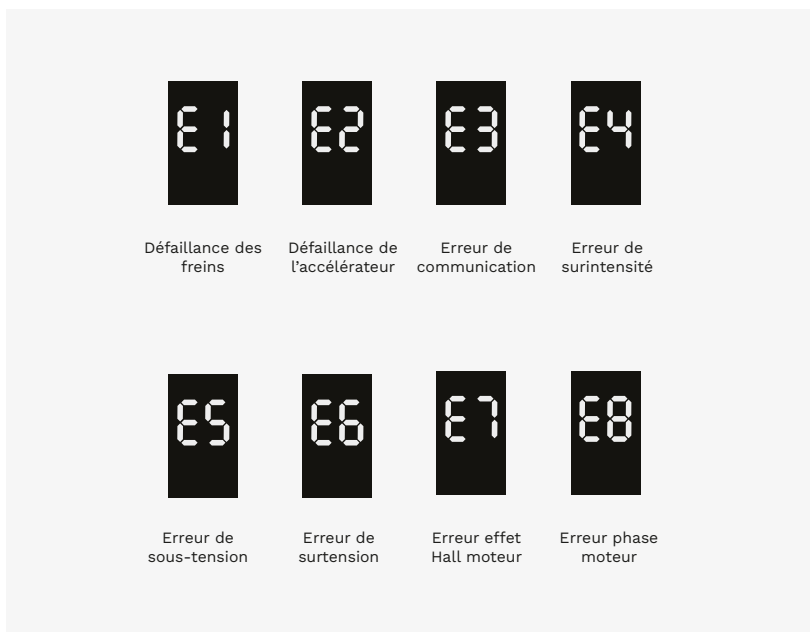 E1 E2 E3 E4
Défaillance des
freins
Défaillance de
l’accélérateur
Erreur de
communication
Erreur de
surintensité
E5 E6 E7 E8
Erreur de
sous-tension
Erreur de
surtension
Erreur effet
Hall moteur
Erreur phase
moteur